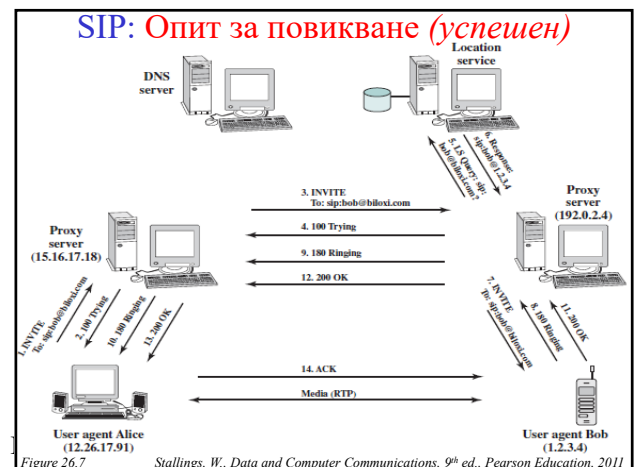 SIP: Опит за повикване (успешен)
Location
service
DNS
server
5. LS Query: sip:
bob@biloxi.com?
6. Response:
sip:bob@1.2.3.4
3. INVITE
To: sip:bob@biloxi.com
4. 100 Trying
9. 180 Ringing
12. 200 OK
Proxy
server
(192.0.2.4)
Proxy
server
(15.16.17.18)
1. INVITE
To: sip:bob@biloxi.com
2. 100 Trying
10. 180 Ringing
13. 200 OK
7. INVITE
To: sip:bob@biloxi.com
8. 180 Ringing
11. 200 OK
14. ACK
Media (RTP)
User agent Alice
(12.26.17.91)
User agent Bob
(1.2.3.4)
Figure 26.7 Stallings, W., Data and Computer Communications, 9th ed., Pearson Education, 2011